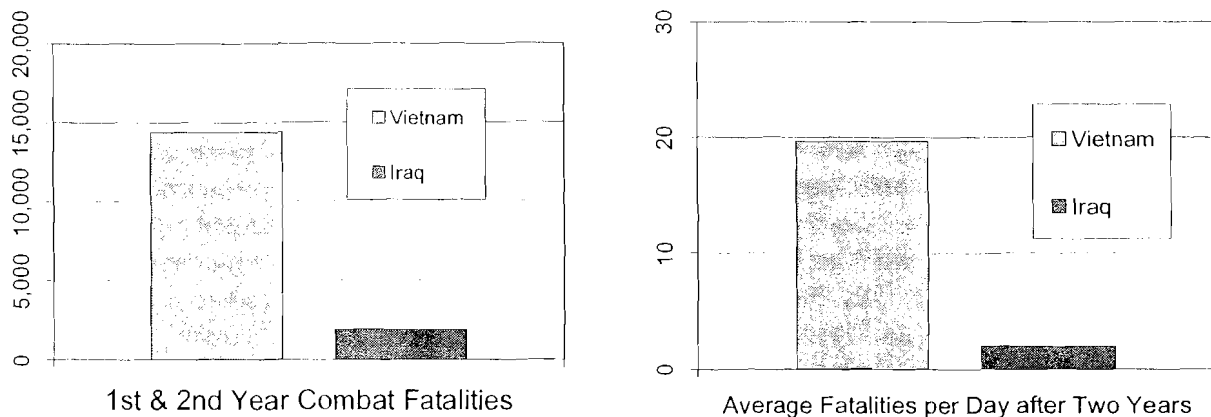 20,000
15,000
10,000
5,000
0
Vietnam
Iraq
1st & 2nd Year Combat Fatalities
30
20
10
0
Vietnam
Iraq
Average Fatalities per Day after Two Years